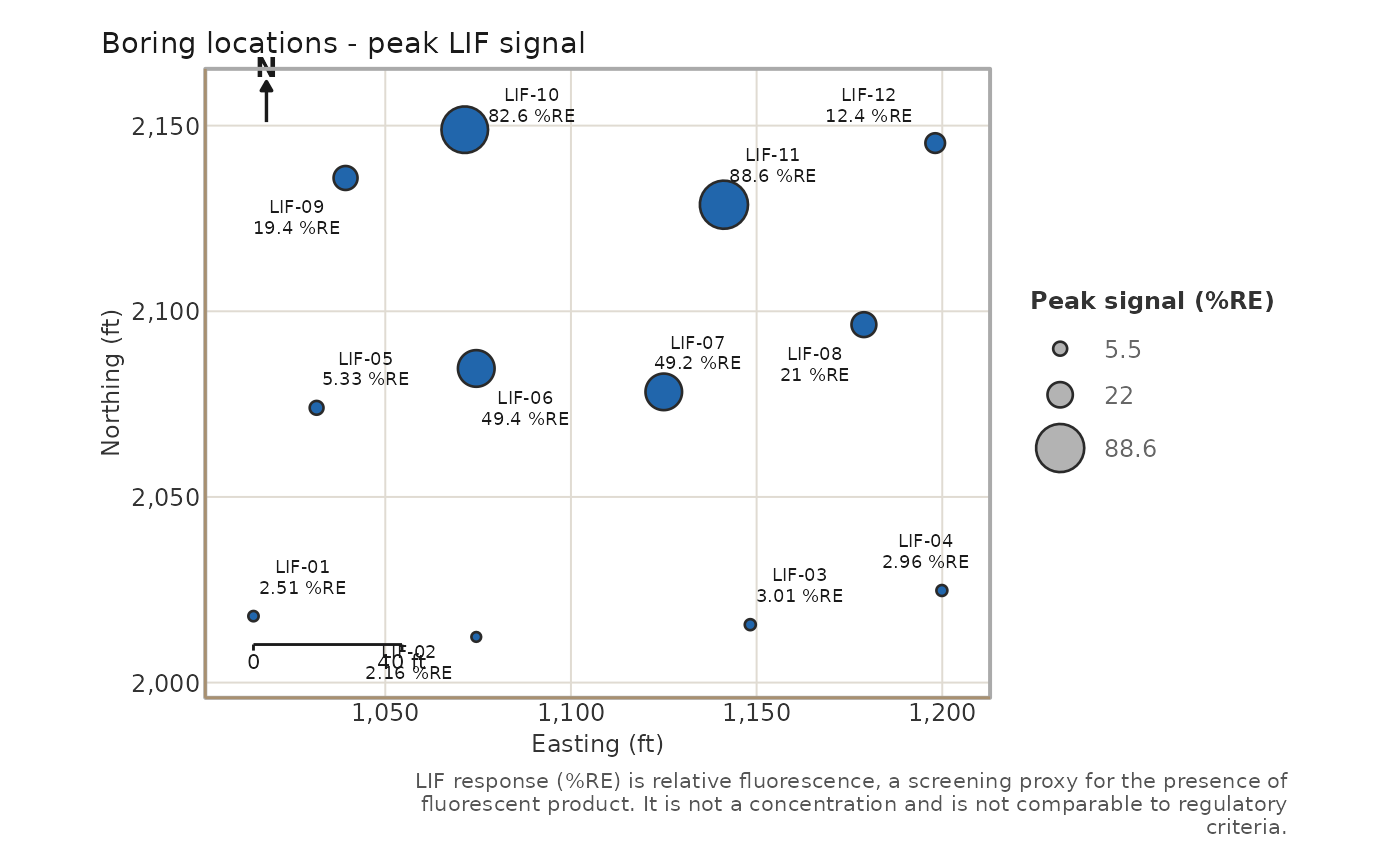 Boring locations - peak LIF signal
N
LIF-10
82.6 %RE
LIF-12
12.4 %RE
2,150
LIF-11
88.6 %RE
LIF-09
19.4 %RE
2,100
Peak signal (%RE)
LIF-07
49.2 %RE
5.5
LIF-05
5.33 %RE
LIF-08
21 %RE
22
LIF-06
49.4 %RE
Northing (ft)
88.6
2,050
LIF-04
2.96 %RE
LIF-01
2.51 %RE
LIF-03
3.01 %RE
0
40 ft
LIF-02
2.16 %RE
2,000
1,050
1,100
1,150
1,200
Easting (ft)
LIF response (%RE) is relative fluorescence, a screening proxy for the presence of
fluorescent product. It is not a concentration and is not comparable to regulatory
criteria.